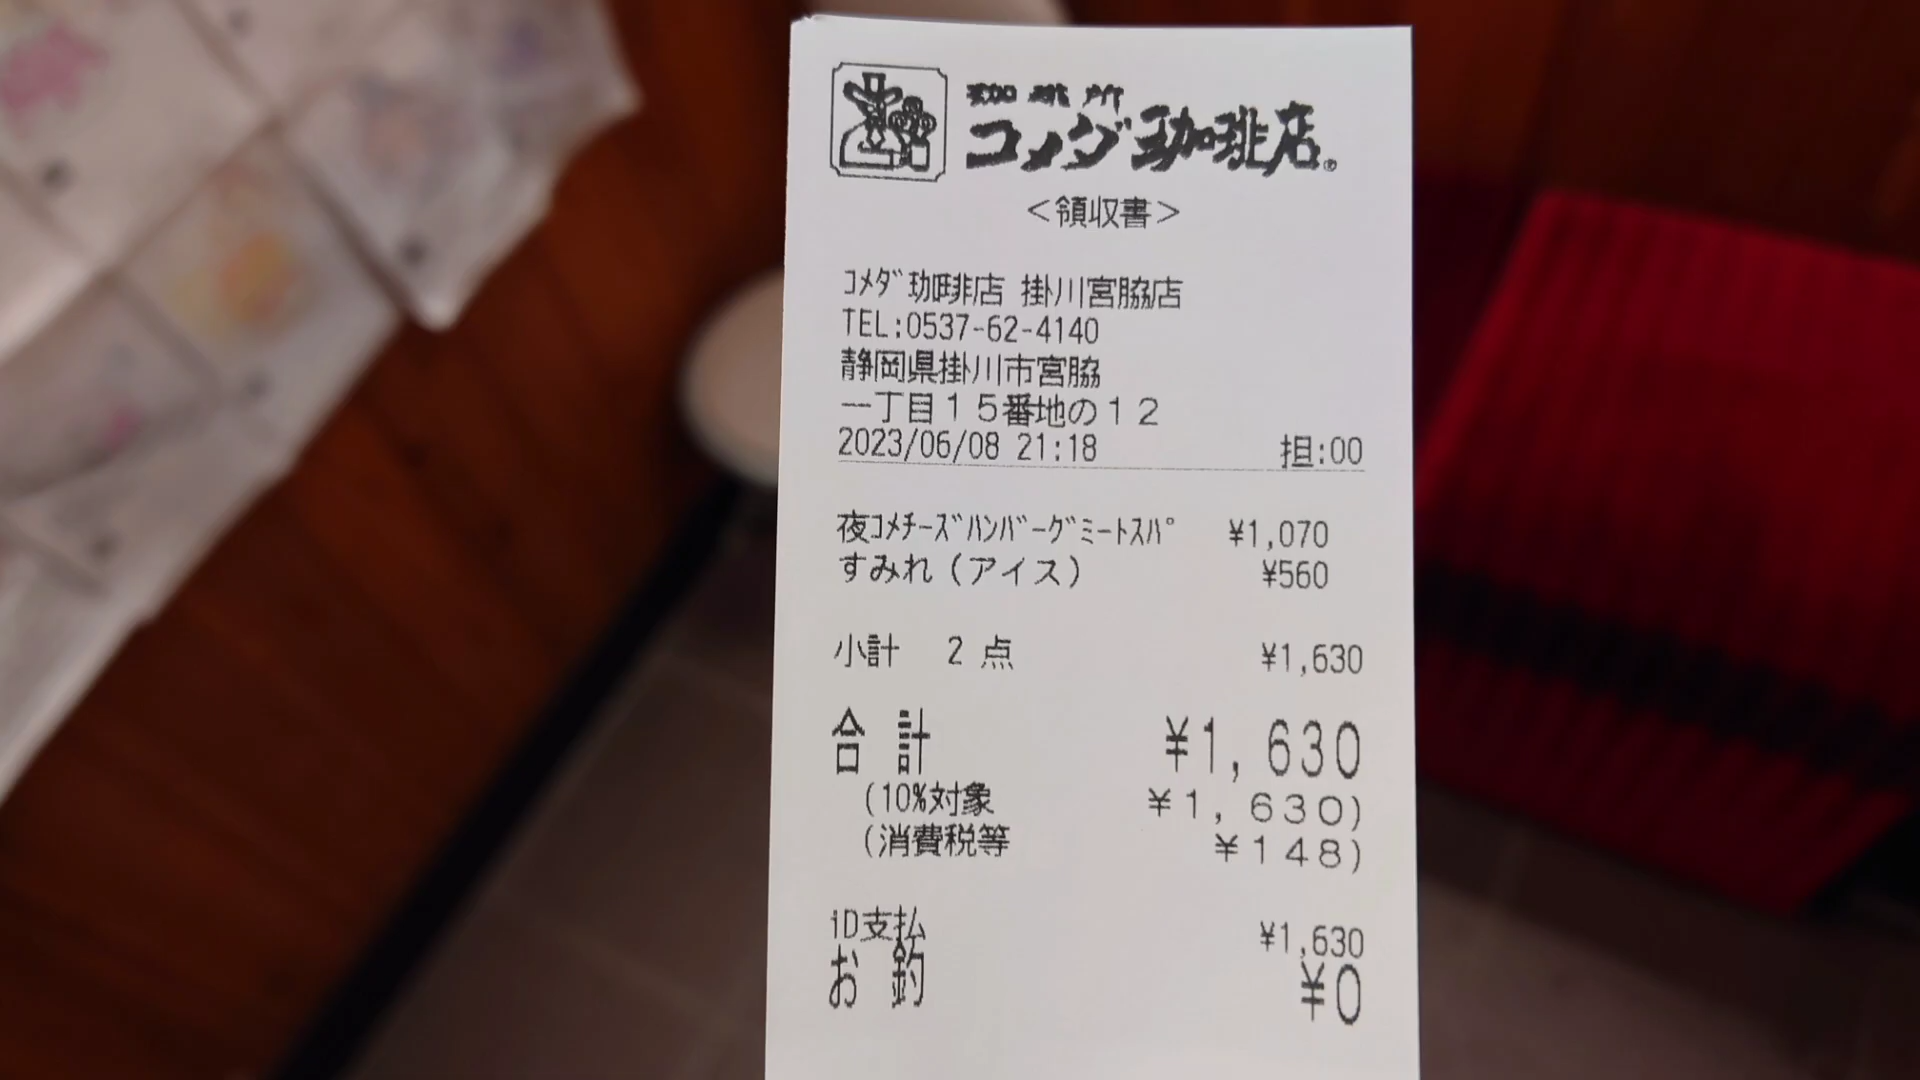 珈琲所
コメダ珈琲店®
＜領収書＞
ｺﾒﾀﾞ珈琲店 掛川宮脇店
TEL:0537-62-4140
静岡県掛川市宮脇
一丁目１５番地の１２
2023/06/08 21:18 担:00
夜ｺﾒﾁｰｽﾞﾊﾝﾊﾞｰｸﾞﾐｰﾄｽﾊﾟ ¥1,070
すみれ（アイス） ¥560
小計 2 点 ¥1,630
合 計 ¥1,630
(10%対象 ￥１，６３０)
(消費税等 ￥１４８)
iD支払 ¥1,630
お 釣 ¥0